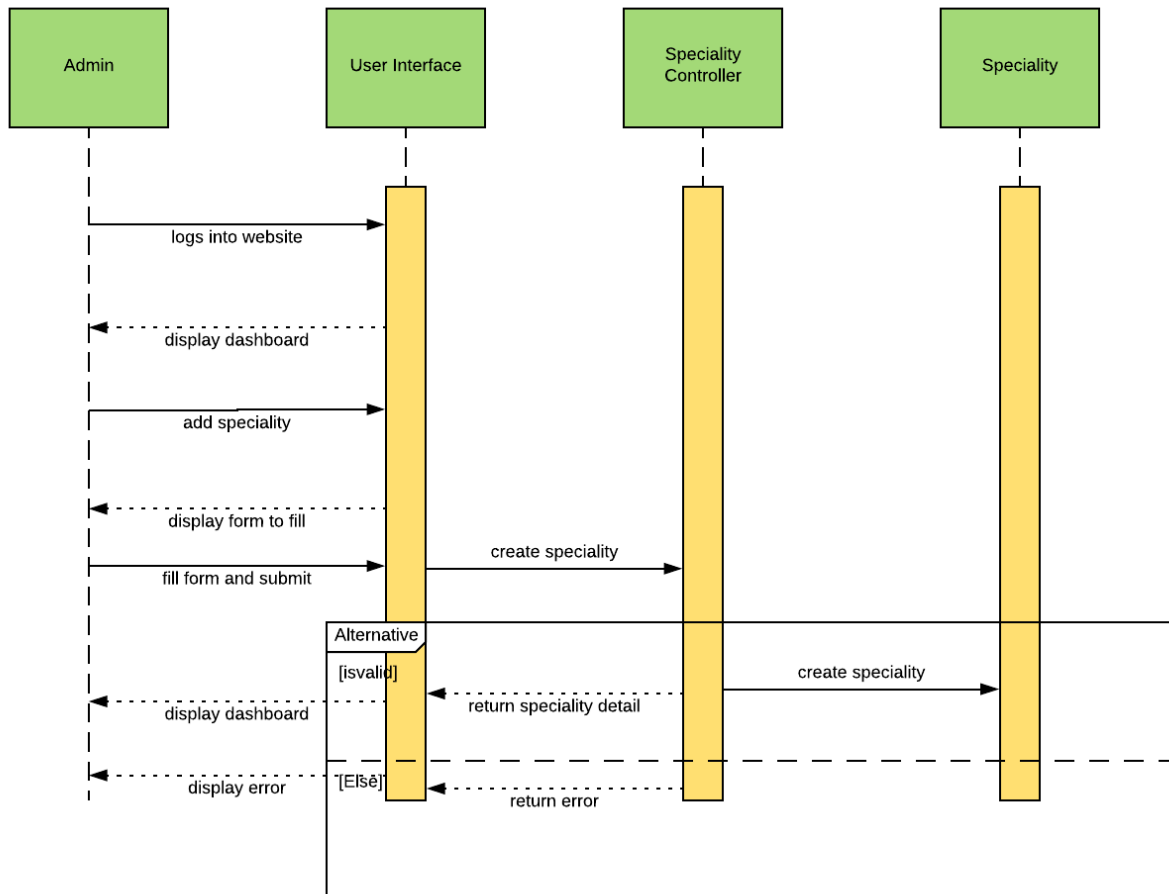 Admin
User Interface
Speciality
Controller
Speciality
logs into website
display dashboard
add speciality
display form to fill
fill form and submit
create speciality
Alternative
[isvalid]
create speciality
return speciality detail
display dashboard
[Else]
display error
return error